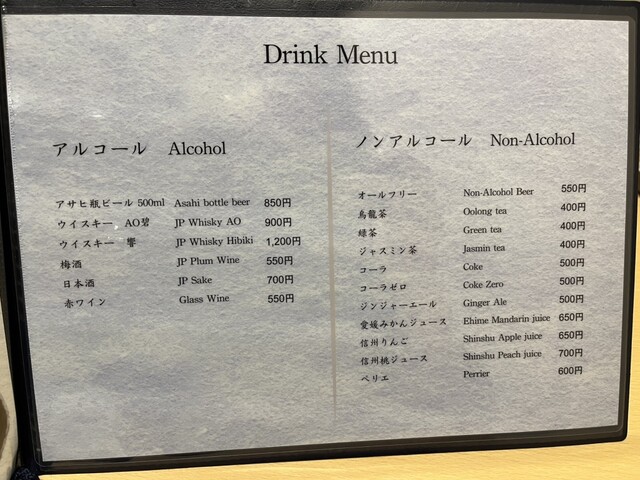 Drink Menu
アルコール Alcohol
アサヒ瓶ビール 500ml Asahi bottle beer 850円
ウイスキー AO碧 JP Whisky AO 900円
ウイスキー 響 JP Whisky Hibiki 1,200円
梅酒 JP Plum Wine 550円
日本酒 JP Sake 700円
赤ワイン Glass Wine 550円
ノンアルコール Non-Alcohol
オールフリー Non-Alcohol Beer 550円
烏龍茶 Oolong tea 400円
緑茶 Green tea 400円
ジャスミン茶 Jasmin tea 400円
コーラ Coke 500円
コーラゼロ Coke Zero 500円
ジンジャーエール Ginger Ale 500円
愛媛みかんジュース Ehime Mandarin juice 650円
信州りんご Shinshu Apple juice 650円
信州桃ジュース Shinshu Peach juice 700円
ペリエ Perrier 600円